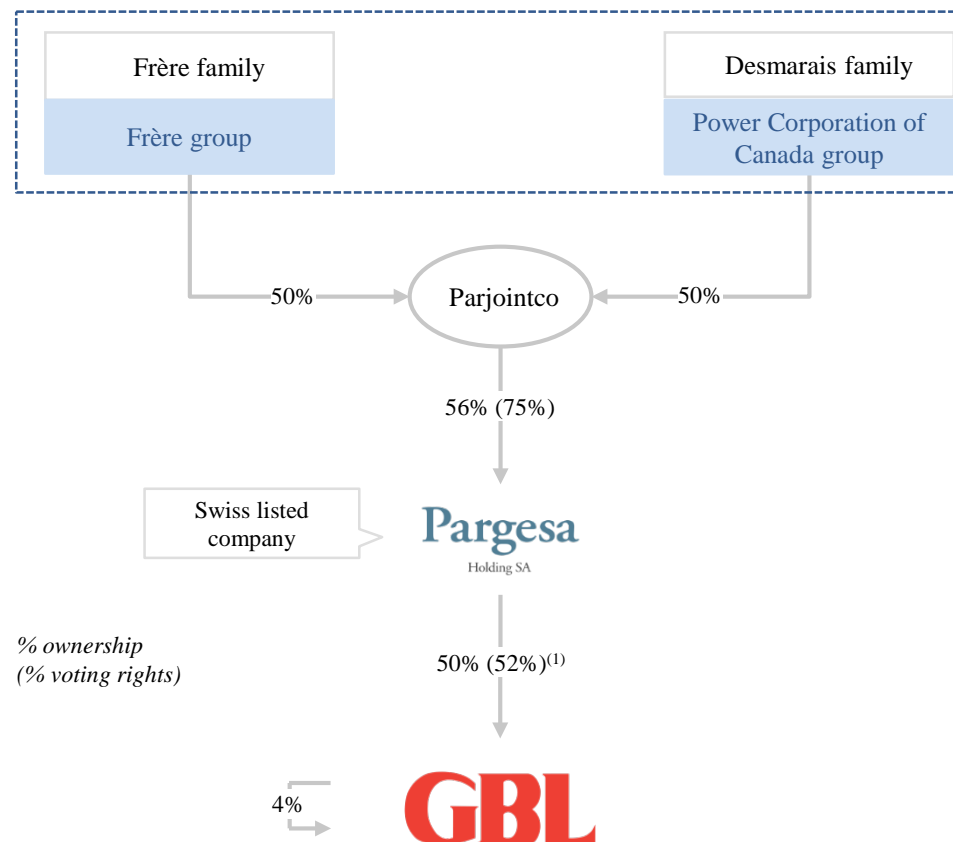 Frère family
Desmarais family
Frère group
Power Corporation of
Canada group
50%
Parjointco
50%
56% (75%)
Swiss listed
company
Pargesa
Holding SA
% ownership
(% voting rights)
50% (52%)(1)
4%
GBL